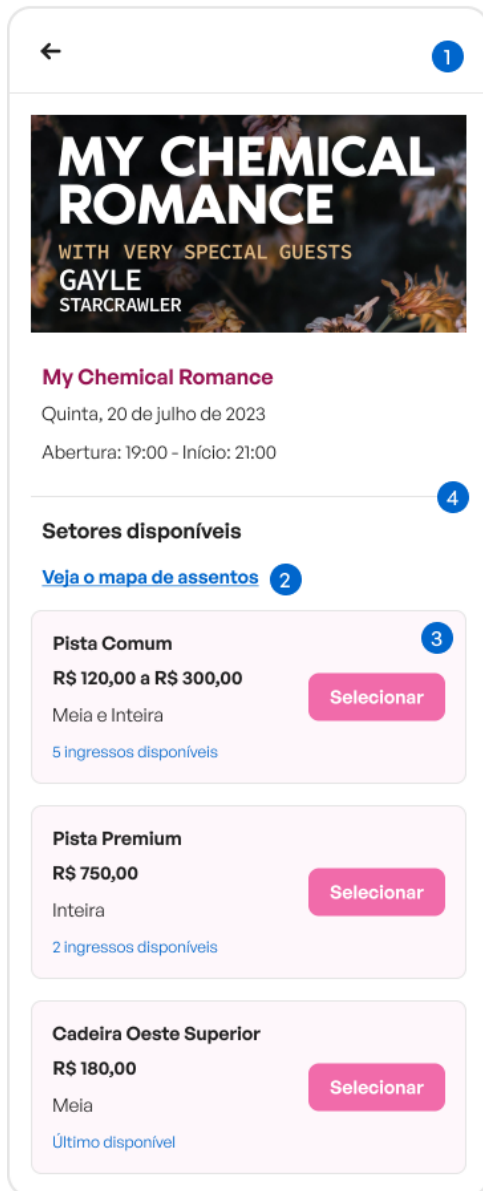 1
MY CHEMICAL
ROMANCE
WITH VERY SPECIAL GUESTS
GAYLE
STARCRAWLER
My Chemical Romance
Quinta, 20 de julho de 2023
Abertura: 19:00 - Início: 21:00
4
Setores disponíveis
Veja o mapa de assentos 2
3
Pista Comum
R$ 120,00 a R$ 300,00
Selecionar
Meia e Inteira
5 ingressos disponíveis
Pista Premium
R$ 750,00
Selecionar
Inteira
2 ingressos disponíveis
Cadeira Oeste Superior
R$ 180,00
Selecionar
Meia
Último disponível